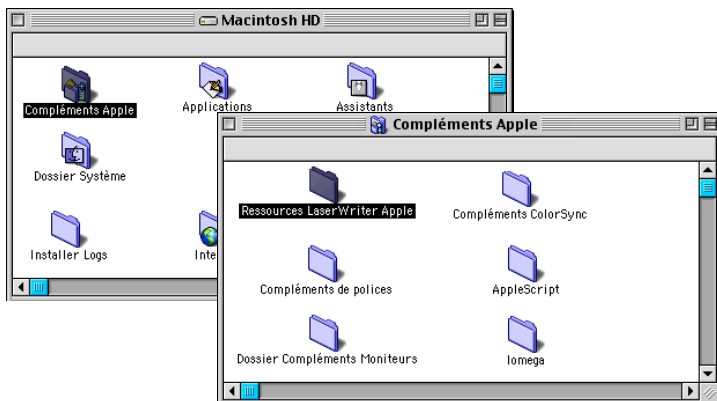 Macintosh HD
Compléments Apple
Applications
Assistants
Dossier Système
Installer Logs
Inte
Compléments Apple
Ressources LaserWriter Apple
Compléments ColorSync
Compléments de polices
AppleScript
Dossier Compléments Moniteurs
Iomega